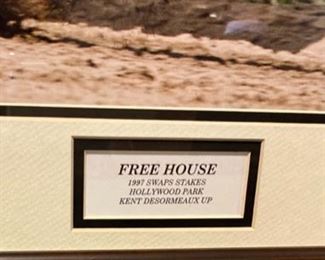 FREE HOUSE
1997 SWAPS STAKES
HOLLYWOOD PARK
KENT DESORMEAUX UP